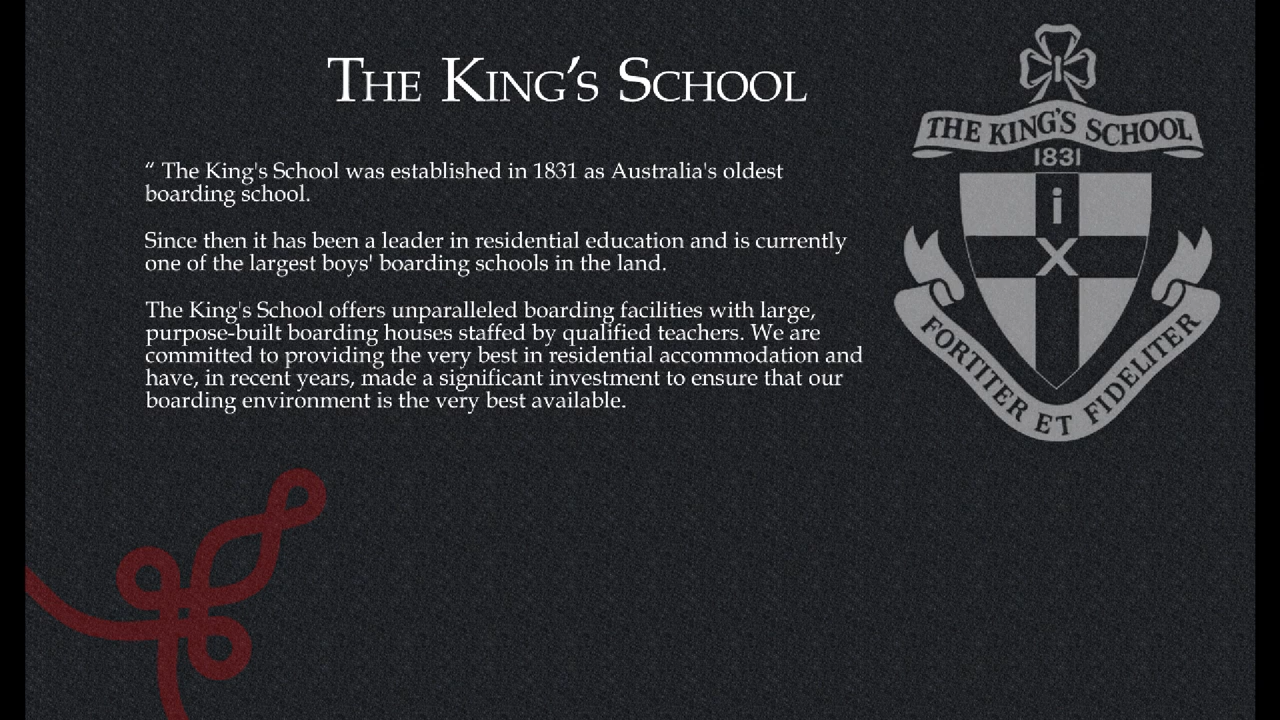 THE KING'S SCHOOL
“ The King's School was established in 1831 as Australia's oldest
boarding school.
Since then it has been a leader in residential education and is currently
one of the largest boys' boarding schools in the land.
The King's School offers unparalleled boarding facilities with large,
purpose-built boarding houses staffed by qualified teachers. We are
committed to providing the very best in residential accommodation and
have, in recent years, made a significant investment to ensure that our
boarding environment is the very best available.
THE KING'S SCHOOL
1831
i
X
FORTITER ET FIDELITER